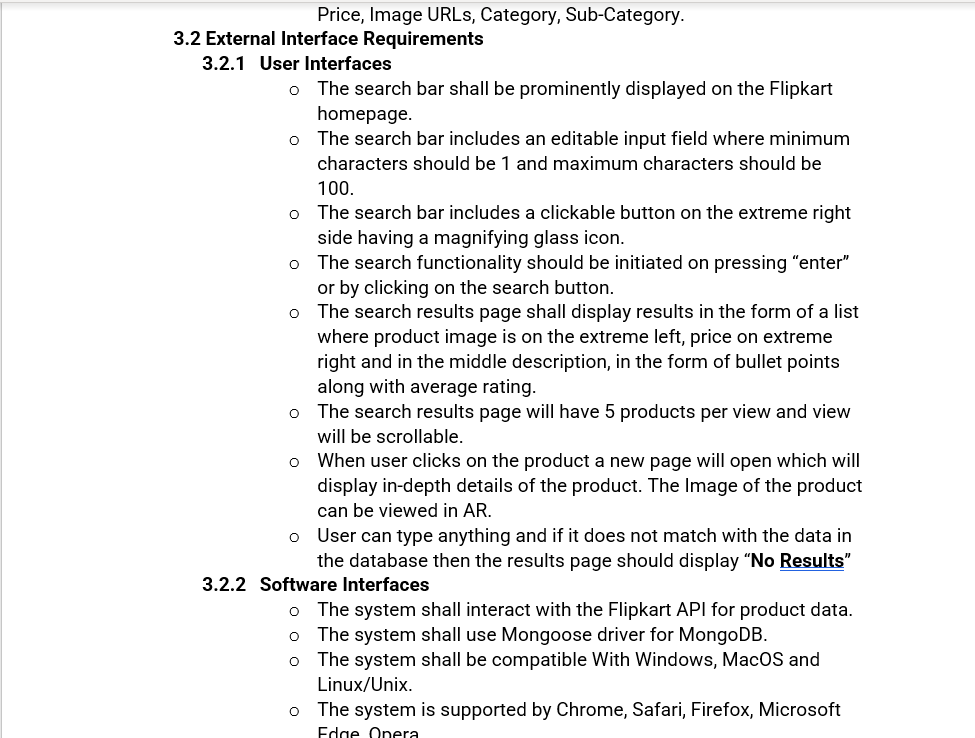 Price, Image URLs, Category, Sub-Category.
3.2 External Interface Requirements
3.2.1 User Interfaces
o The search bar shall be prominently displayed on the Flipkart
homepage.
o The search bar includes an editable input field where minimum
characters should be 1 and maximum characters should be
100.
o The search bar includes a clickable button on the extreme right
side having a magnifying glass icon.
o The search functionality should be initiated on pressing “enter”
or by clicking on the search button.
o The search results page shall display results in the form of a list
where product image is on the extreme left, price on extreme
right and in the middle description, in the form of bullet points
along with average rating.
o The search results page will have 5 products per view and view
will be scrollable.
o When user clicks on the product a new page will open which will
display in-depth details of the product. The Image of the product
can be viewed in AR.
o User can type anything and if it does not match with the data in
the database then the results page should display “No Results”
3.2.2 Software Interfaces
o The system shall interact with the Flipkart API for product data.
o The system shall use Mongoose driver for MongoDB.
o The system shall be compatible With Windows, MacOS and
Linux/Unix.
o The system is supported by Chrome, Safari, Firefox, Microsoft
Edge, Opera